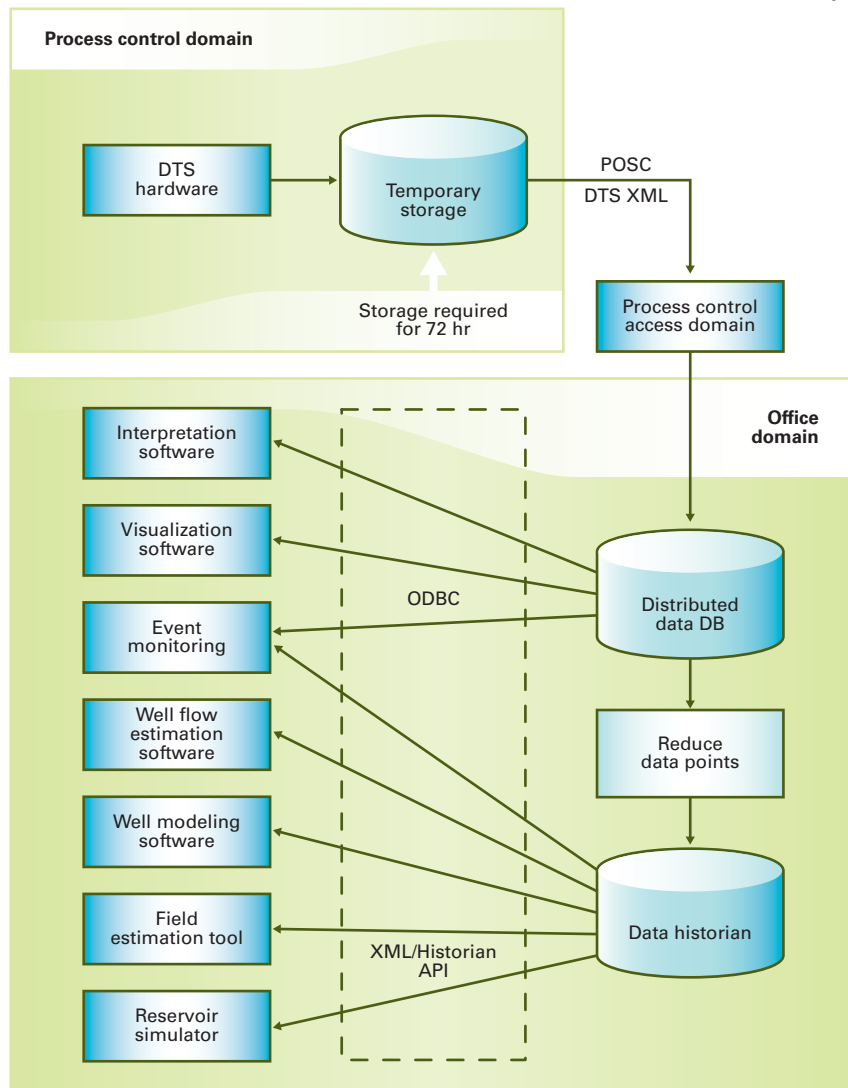 Process control domain
DTS
hardware
Temporary
storage
POSC
DTS XML
Storage required
for 72 hr
Process control
access domain
Office
domain
Interpretation
software
Visualization
software
Event
monitoring
Well flow
estimation
software
Well modeling
software
Field
estimation tool
Reservoir
simulator
ODBC
XML/Historian
API
Distributed
data DB
Reduce
data points
Data historian